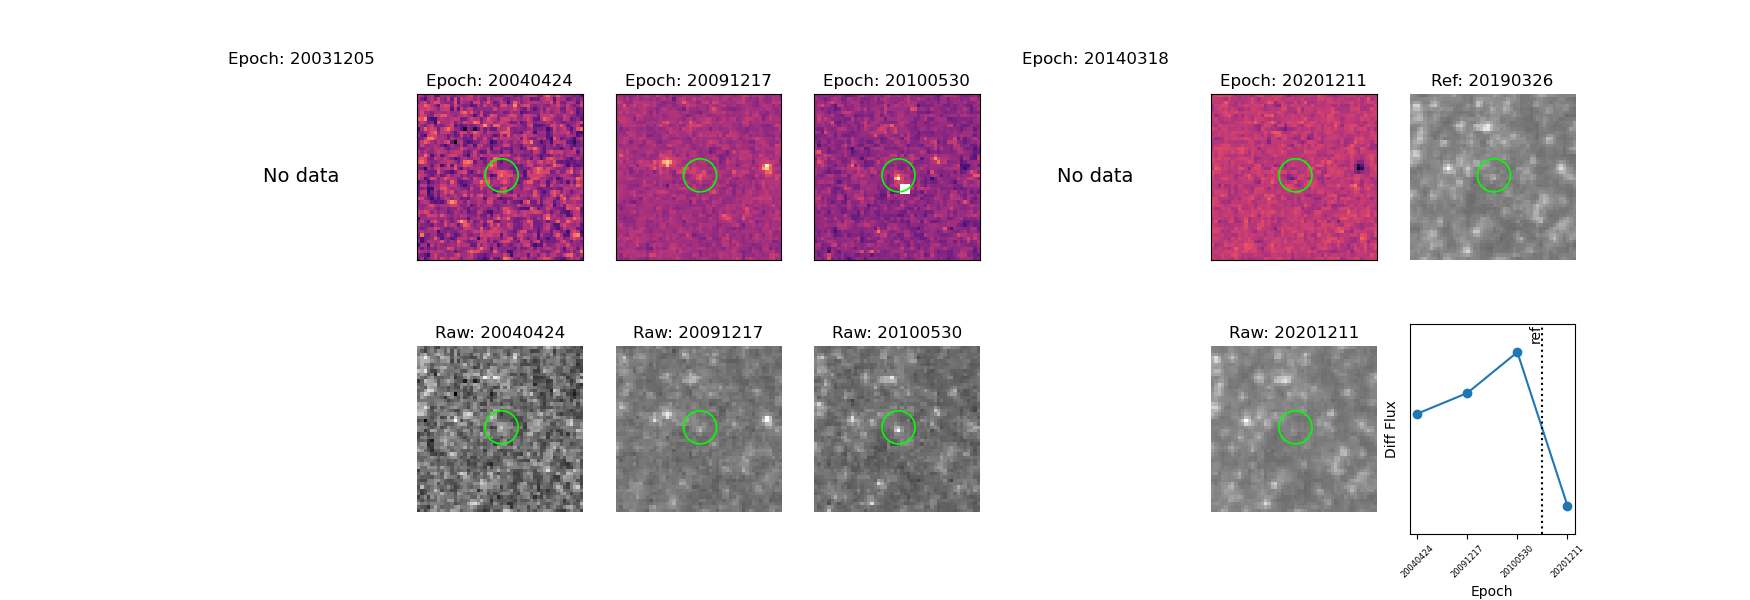 Epoch: 20031205
Epoch: 20040424
Epoch: 20091217
Epoch: 20100530
Epoch: 20140318
Epoch: 20201211
Ref: 20190326
No data
No data
Raw: 20040424
Raw: 20091217
Raw: 20100530
Raw: 20201211
ref
Diff Flux
20040424
20091217
20100530
20201211
Epoch